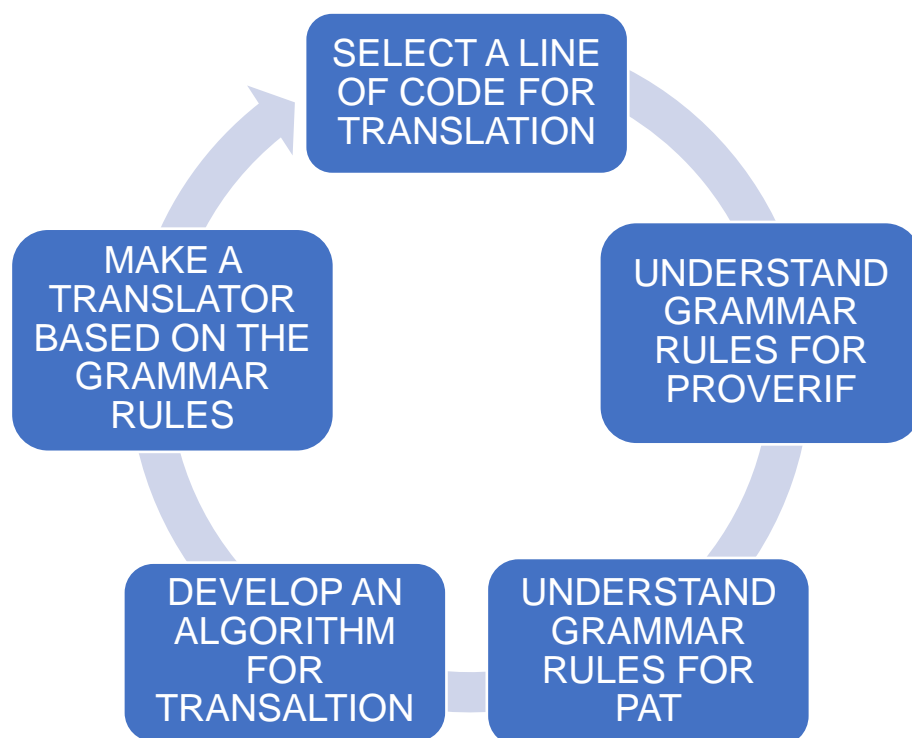 SELECT A LINE
OF CODE FOR
TRANSLATION
UNDERSTAND
GRAMMAR
RULES FOR
PROVERIF
UNDERSTAND
GRAMMAR
RULES FOR
PAT
DEVELOP AN
ALGORITHM
FOR
TRANSALTION
MAKE A
TRANSLATOR
BASED ON THE
GRAMMAR
RULES